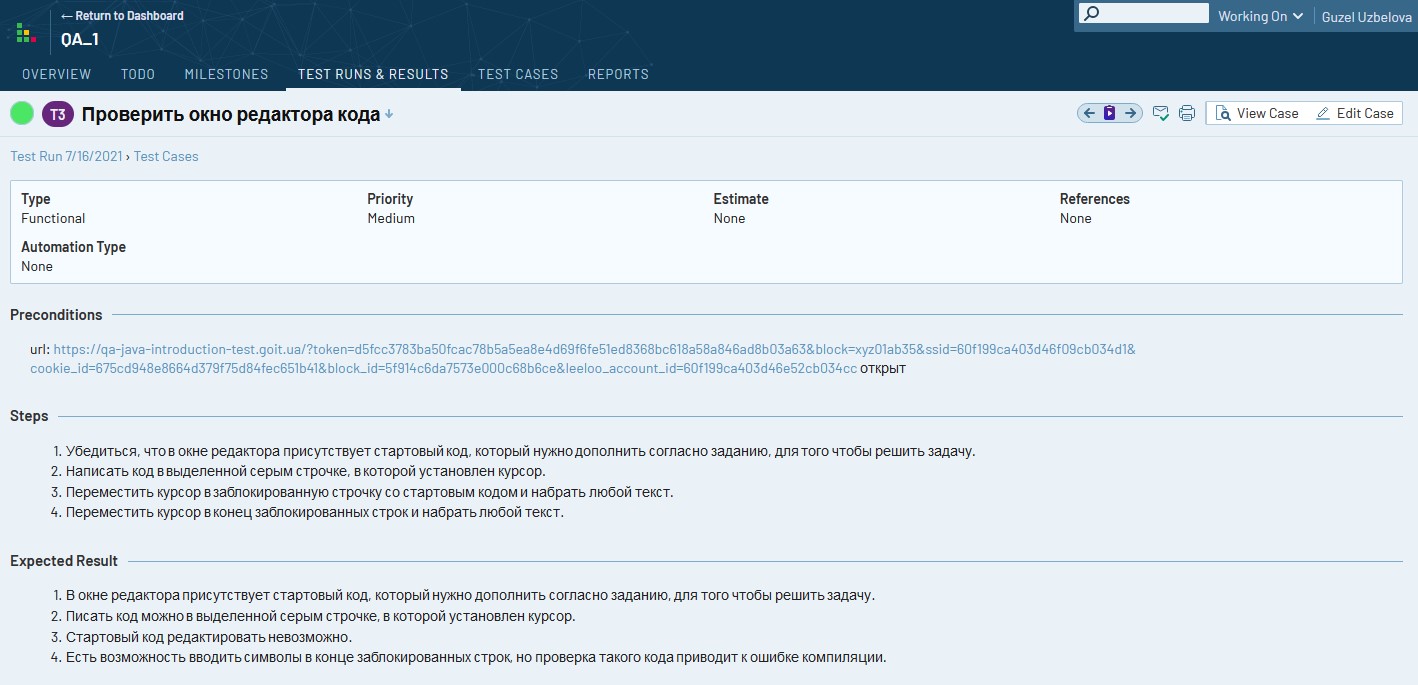 ← Return to Dashboard
QA_1
Working On
Guzel Uzbelova
OVERVIEW TODO MILESTONES TEST RUNS & RESULTS TEST CASES REPORTS
T3 Проверить окно редактора кода
View Case Edit Case
Test Run 7/16/2021 › Test Cases
Type Priority Estimate References
Functional Medium None None
Automation Type
None
Preconditions
url: https://qa-java-introduction-test.goit.ua/?token=d5fcc3783ba50fcac78b5a5ea8e4d69f6fe51ed8368bc618a58a846ad8b03a63&block=xyz01ab35&ssid=60f199ca403d46f09cb034d1&
cookie_id=675cd948e8664d379f75d84fec651b41&block_id=5f914c6da7573e000c68b6ce&leeloo_account_id=60f199ca403d46e52cb034cc открыт
Steps
1. Убедиться, что в окне редактора присутствует стартовый код, который нужно дополнить согласно заданию, для того чтобы решить задачу.
2. Написать код в выделенной серым строчке, в которой установлен курсор.
3. Переместить курсор в заблокированную строчку со стартовым кодом и набрать любой текст.
4. Переместить курсор в конец заблокированных строк и набрать любой текст.
Expected Result
1. В окне редактора присутствует стартовый код, который нужно дополнить согласно заданию, для того чтобы решить задачу.
2. Писать код можно в выделенной серым строчке, в которой установлен курсор.
3. Стартовый код редактировать невозможно.
4. Есть возможность вводить символы в конце заблокированных строк, но проверка такого кода приводит к ошибке компиляции.